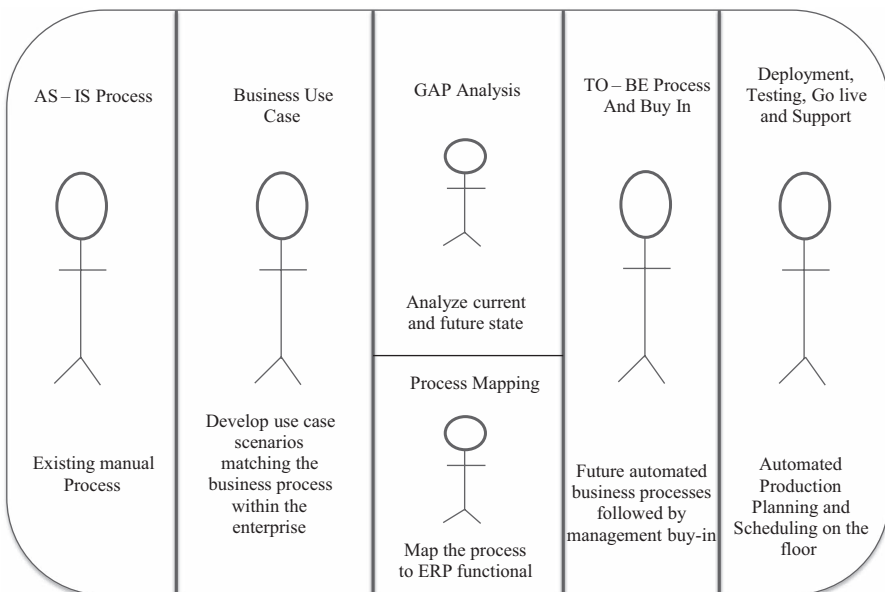 AS – IS Process
Existing manual
Process
Business Use
Case
Develop use case
scenarios
matching the
business process
within the
enterprise
GAP Analysis
Analyze current
and future state
Process Mapping
Map the process
to ERP functional
TO – BE Process
And Buy In
Future automated
business processes
followed by
management buy-in
Deployment,
Testing, Go live
and Support
Automated
Production
Planning and
Scheduling on the
floor